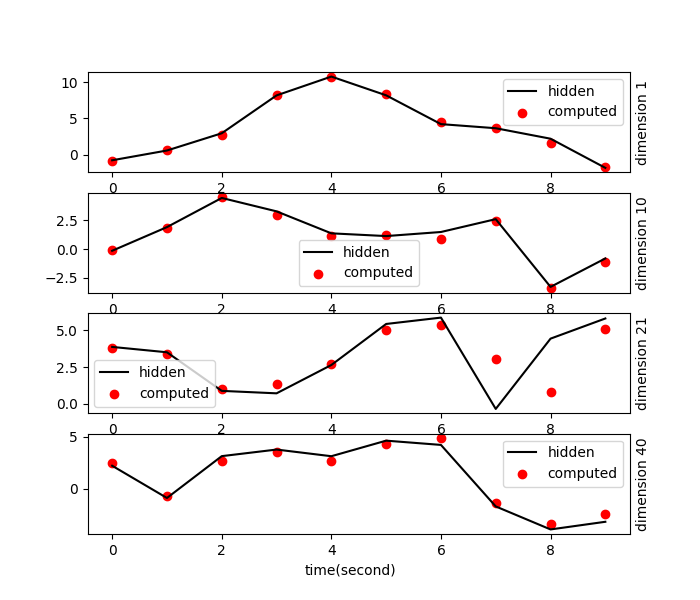 10
5
0
hidden
computed
dimension 1
0 2 4 6 8
2.5
0.0
−2.5
hidden
computed
dimension 10
0 2 4 6 8
5.0
2.5
0.0
hidden
computed
dimension 21
0 2 4 6 8
5
0
hidden
computed
dimension 40
0 2 4 6 8
time(second)